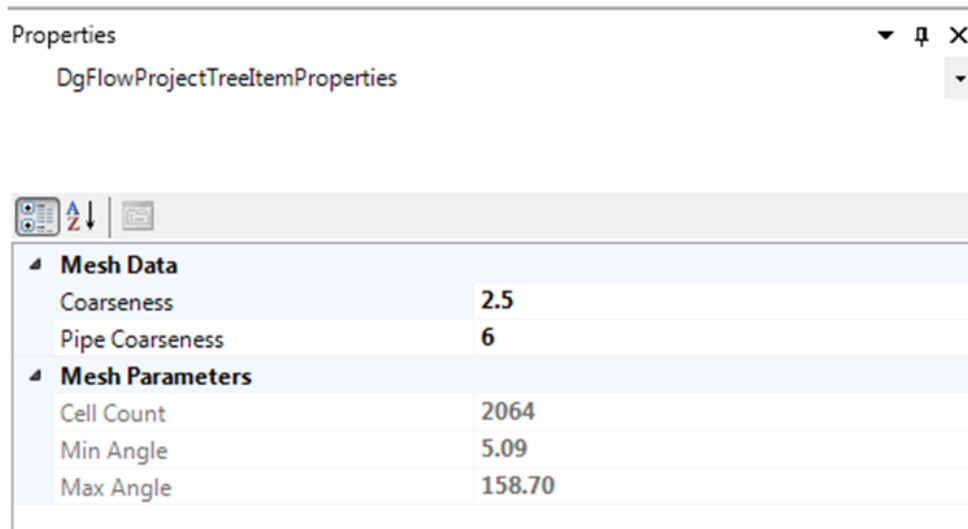 Properties
DgFlowProjectTreeItemProperties
A
Z
Mesh Data
Coarseness 2.5
Pipe Coarseness 6
Mesh Parameters
Cell Count 2064
Min Angle 5.09
Max Angle 158.70